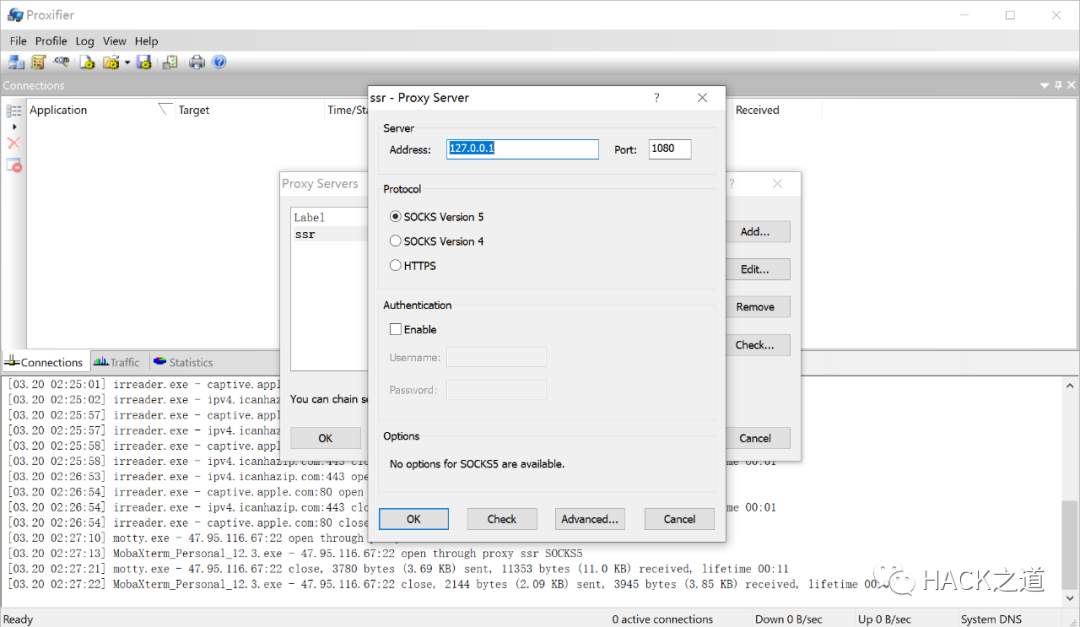 Proxifier
File Profile Log View Help
Connections
Application Target Time/Sta Received
ssr - Proxy Server ?
Server
Address: 127.0.0.1 Port: 1080
Proxy Servers ?
Protocol
Label
SOCKS Version 5
ssr
Add...
SOCKS Version 4
HTTPS
Edit...
Authentication
Remove
Enable
Check...
Username:
Connections Traffic Statistics
Password:
[03.20 02:25:01] irreader.exe - captive.apple
[03.20 02:25:02] irreader.exe - ipv4.icanhaz
You can chain se
[03.20 02:25:57] irreader.exe - captive.appl
[03.20 02:25:57] irreader.exe - ipv4.icanha
OK Cancel
Options
[03.20 02:25:58] irreader.exe - captive.appl
[03.20 02:25:58] irreader.exe - ipv4.icanhazip.com:443 clo me 00:01
No options for SOCKS5 are available.
[03.20 02:26:53] irreader.exe - ipv4.icanhazip.com:443 open
[03.20 02:26:54] irreader.exe - captive.apple.com:80 open
[03.20 02:26:54] irreader.exe - ipv4.icanhazip.com:443 clo me 00:01
[03.20 02:26:54] irreader.exe - captive.apple.com:80 close
OK Check Advanced... Cancel
[03.20 02:27:10] motty.exe - 47.95.116.67:22 open through
[03.20 02:27:13] MobaXterm_Personal_12.3.exe - 47.95.116.67:22 open through proxy ssr SOCKS5
[03.20 02:27:21] motty.exe - 47.95.116.67:22 close, 3780 bytes (3.69 KB) sent, 11353 bytes (11.0 KB) received, lifetime 00:11
[03.20 02:27:22] MobaXterm_Personal_12.3.exe - 47.95.116.67:22 close, 2144 bytes (2.09 KB) sent, 3945 bytes (3.85 KB) received, lifetime
HACK之道
Ready 0 active connections Down 0 B/sec Up 0 B/sec System DNS